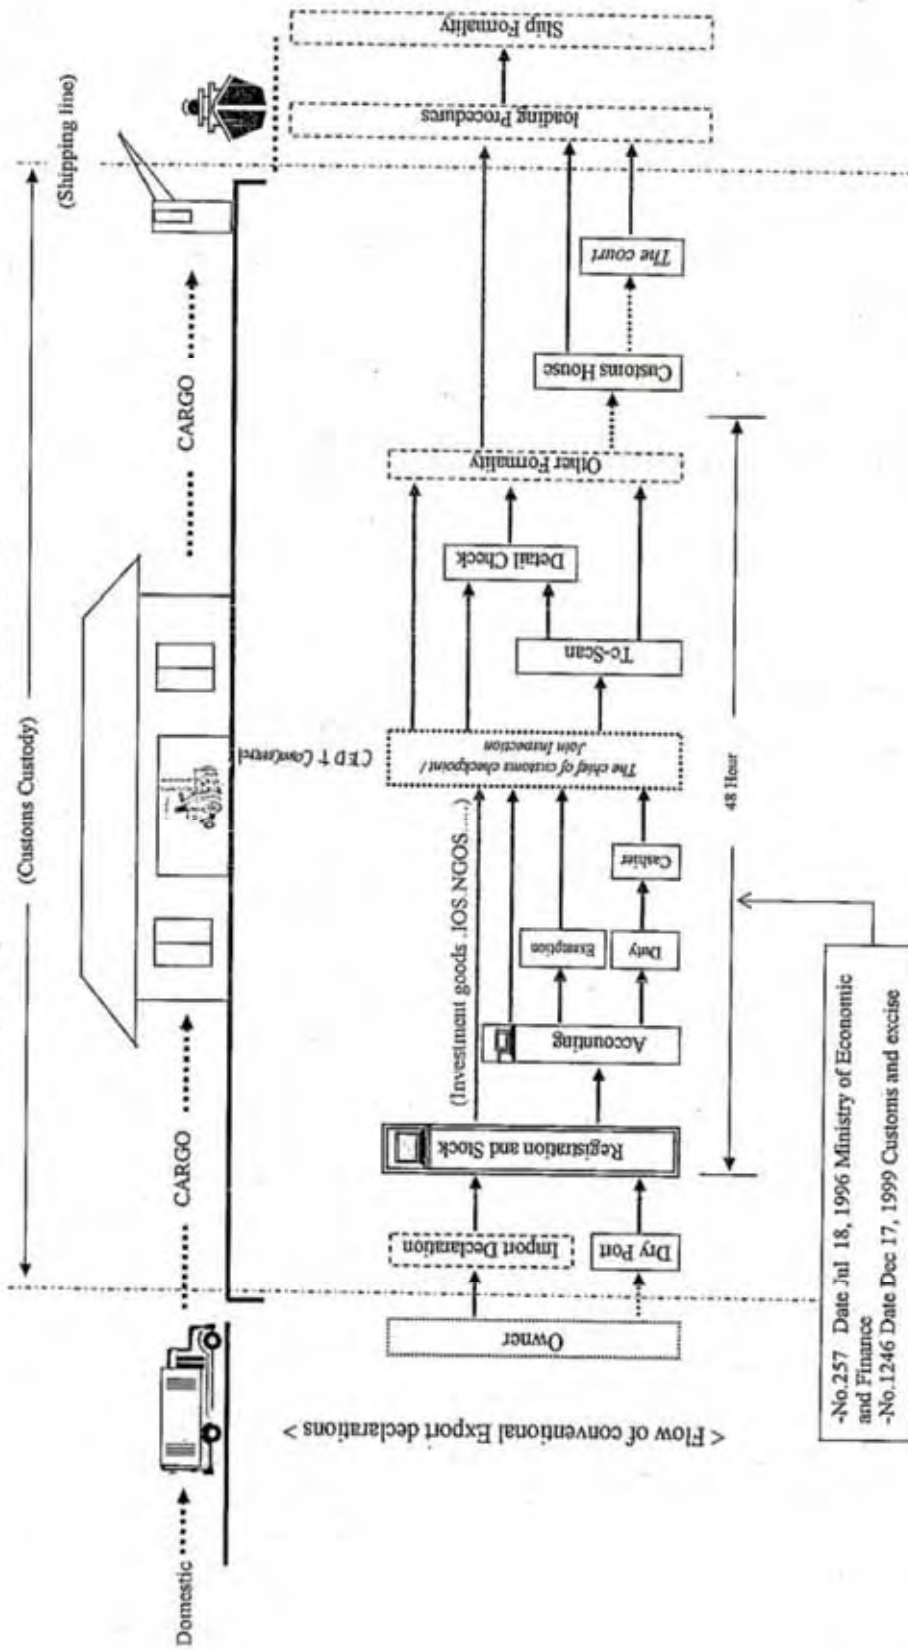 (Customs Custody)
(Shipping line)
Domestic
CARGO
CARGO
< Flow of conventional Export declarations >
Owner
Import Declaration
Dry Port
Registration and Stock
(Investment goods .IOS.NGOS.....)
Accounting
Exemption
Duty
Cashier
The chief of customs checkpoint /
Join Inspection
To-Scan
Detail Check
Other Formality
Customs House
The court
loading Procedures
Ship Formality
48 Hour
-No.257 Date Jul 18, 1996 Ministry of Economic
and Finance
-No.1246 Date Dec 17, 1999 Customs and excise